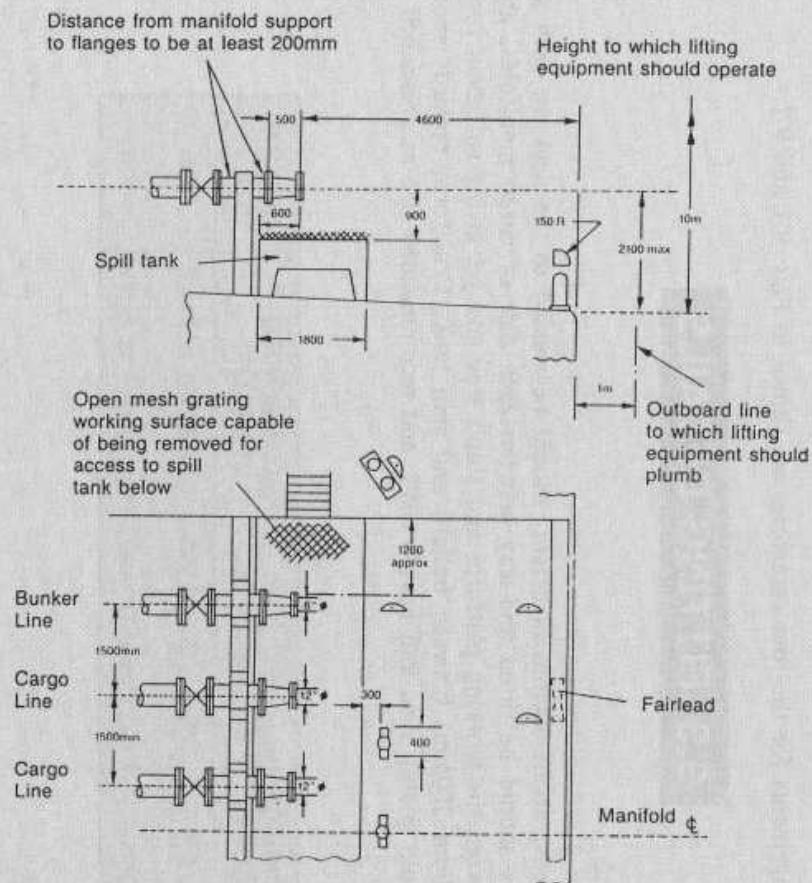 Distance from manifold support
to flanges to be at least 200mm
Height to which lifting
equipment should operate
500
4600
600
900
150 R
2100 max
10m
Spill tank
1800
1m
Open mesh grating
working surface capable
of being removed for
access to spill
tank below
Outboard line
to which lifting
equipment should
plumb
1200
approx
Bunker
Line
1500min
Cargo
Line
12" ø
300
Fairlead
1500min
400
Cargo
Line
12" ø
Manifold ℄